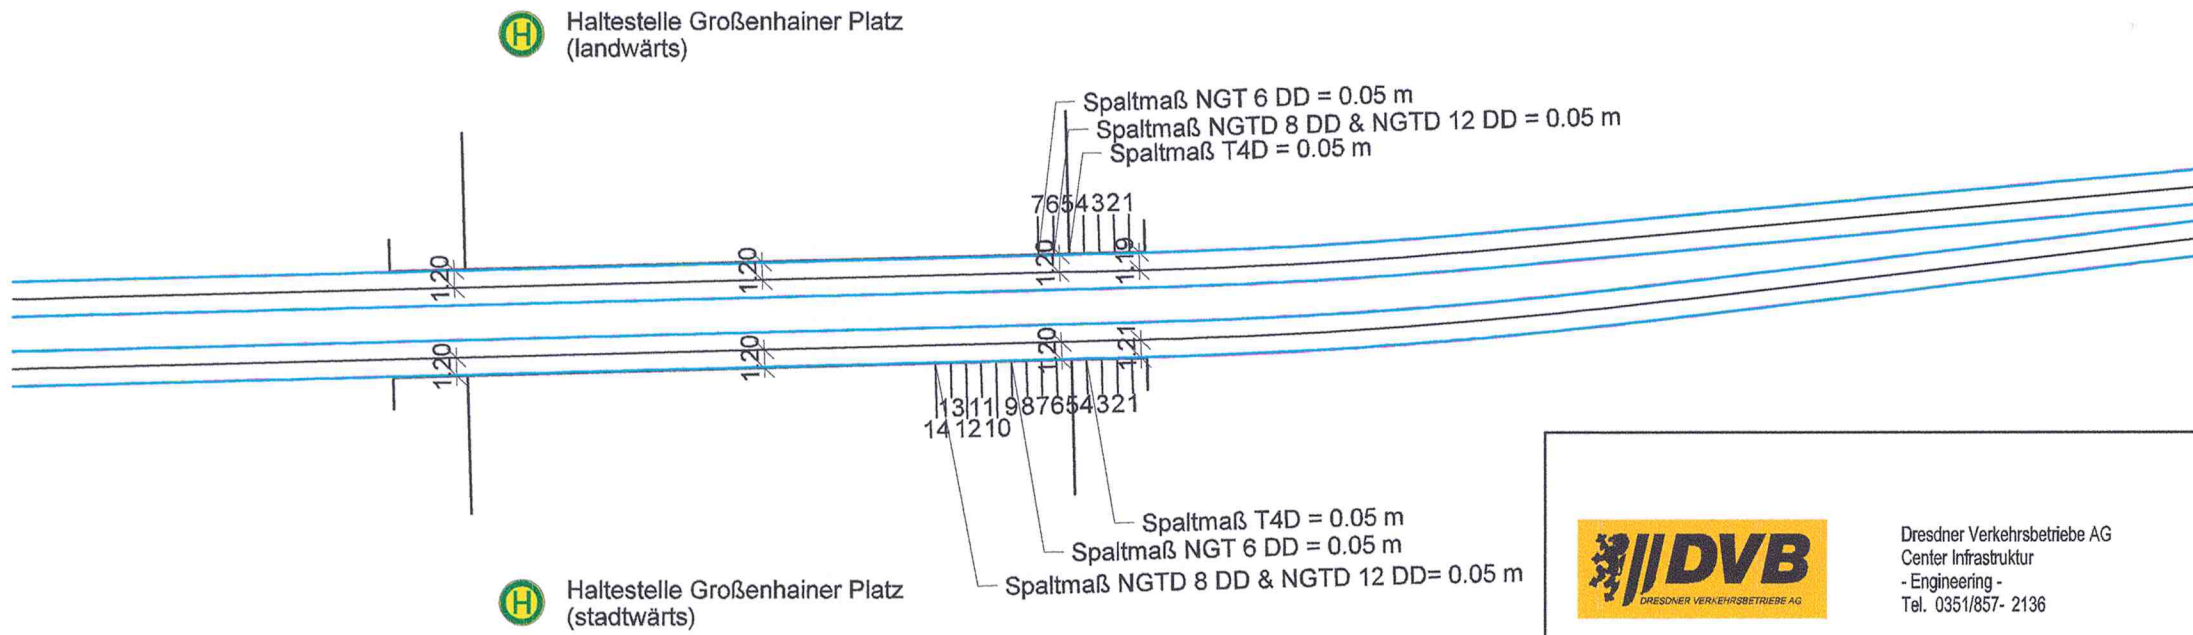 H
Haltestelle Großenhainer Platz
(landwärts)
Spaltmaß NGT 6 DD = 0.05 m
Spaltmaß NGTD 8 DD & NGTD 12 DD = 0.05 m
Spaltmaß T4D = 0.05 m
7654321
1.20
1.20
1.20
1.19
1.20
1.20
1.20
1.21
13 11 987654321
14 12 10
Spaltmaß T4D = 0.05 m
Spaltmaß NGT 6 DD = 0.05 m
Spaltmaß NGTD 8 DD & NGTD 12 DD= 0.05 m
H
Haltestelle Großenhainer Platz
(stadtwärts)
DVB
DRESDNER VERKEHRSBETRIEBE AG
Dresdner Verkehrsbetriebe AG
Center Infrastruktur
- Engineering -
Tel. 0351/857- 2136